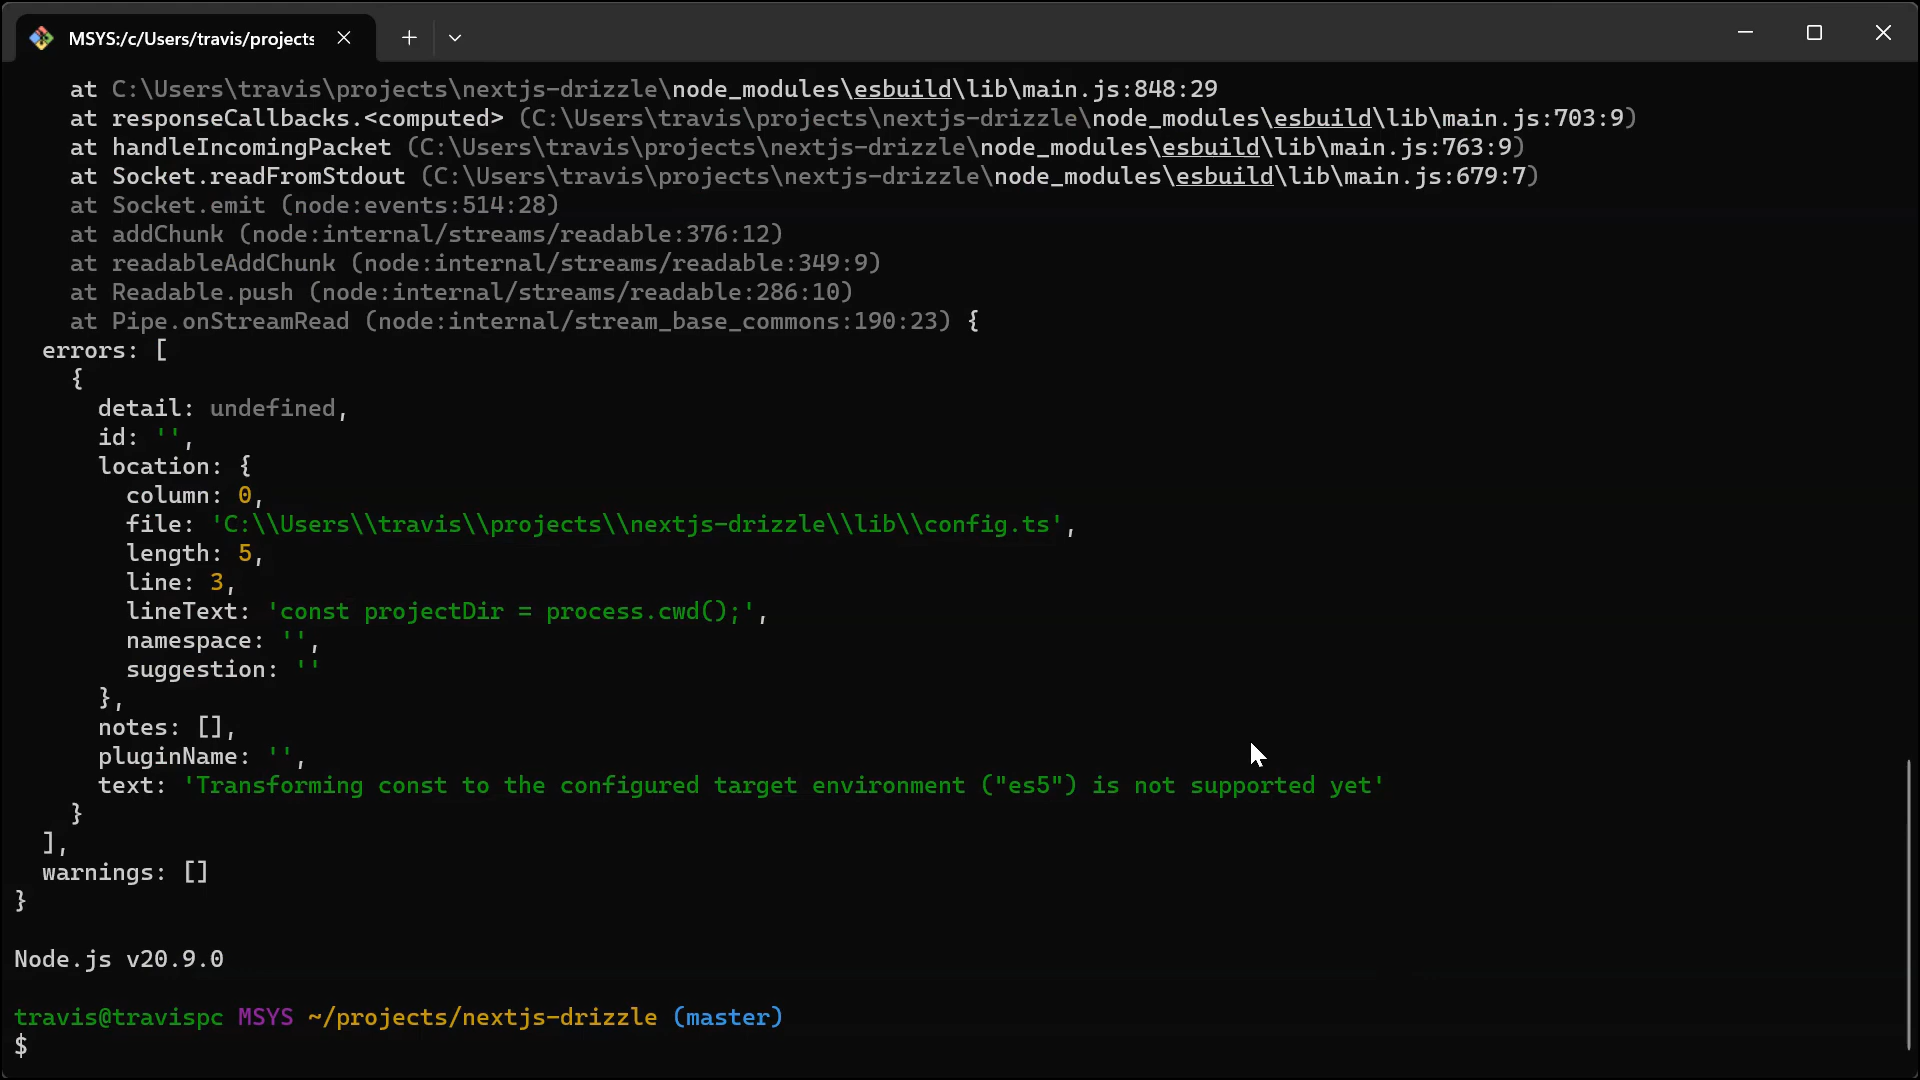 MSYS:/c/Users/travis/projects
at C:\Users\travis\projects\nextjs-drizzle\node_modules\esbuild\lib\main.js:848:29
at responseCallbacks.<computed> (C:\Users\travis\projects\nextjs-drizzle\node_modules\esbuild\lib\main.js:703:9)
at handleIncomingPacket (C:\Users\travis\projects\nextjs-drizzle\node_modules\esbuild\lib\main.js:763:9)
at Socket.readFromStdout (C:\Users\travis\projects\nextjs-drizzle\node_modules\esbuild\lib\main.js:679:7)
at Socket.emit (node:events:514:28)
at addChunk (node:internal/streams/readable:376:12)
at readableAddChunk (node:internal/streams/readable:349:9)
at Readable.push (node:internal/streams/readable:286:10)
at Pipe.onStreamRead (node:internal/stream_base_commons:190:23) {
errors: [
{
detail: undefined,
id: '',
location: {
column: 0,
file: 'C:\\Users\\travis\\projects\\nextjs-drizzle\\lib\\config.ts',
length: 5,
line: 3,
lineText: 'const projectDir = process.cwd();',
namespace: '',
suggestion: ''
},
notes: [],
pluginName: '',
text: 'Transforming const to the configured target environment ("es5") is not supported yet'
}
],
warnings: []
}
Node.js v20.9.0
travis@travispc MSYS ~/projects/nextjs-drizzle (master)
$